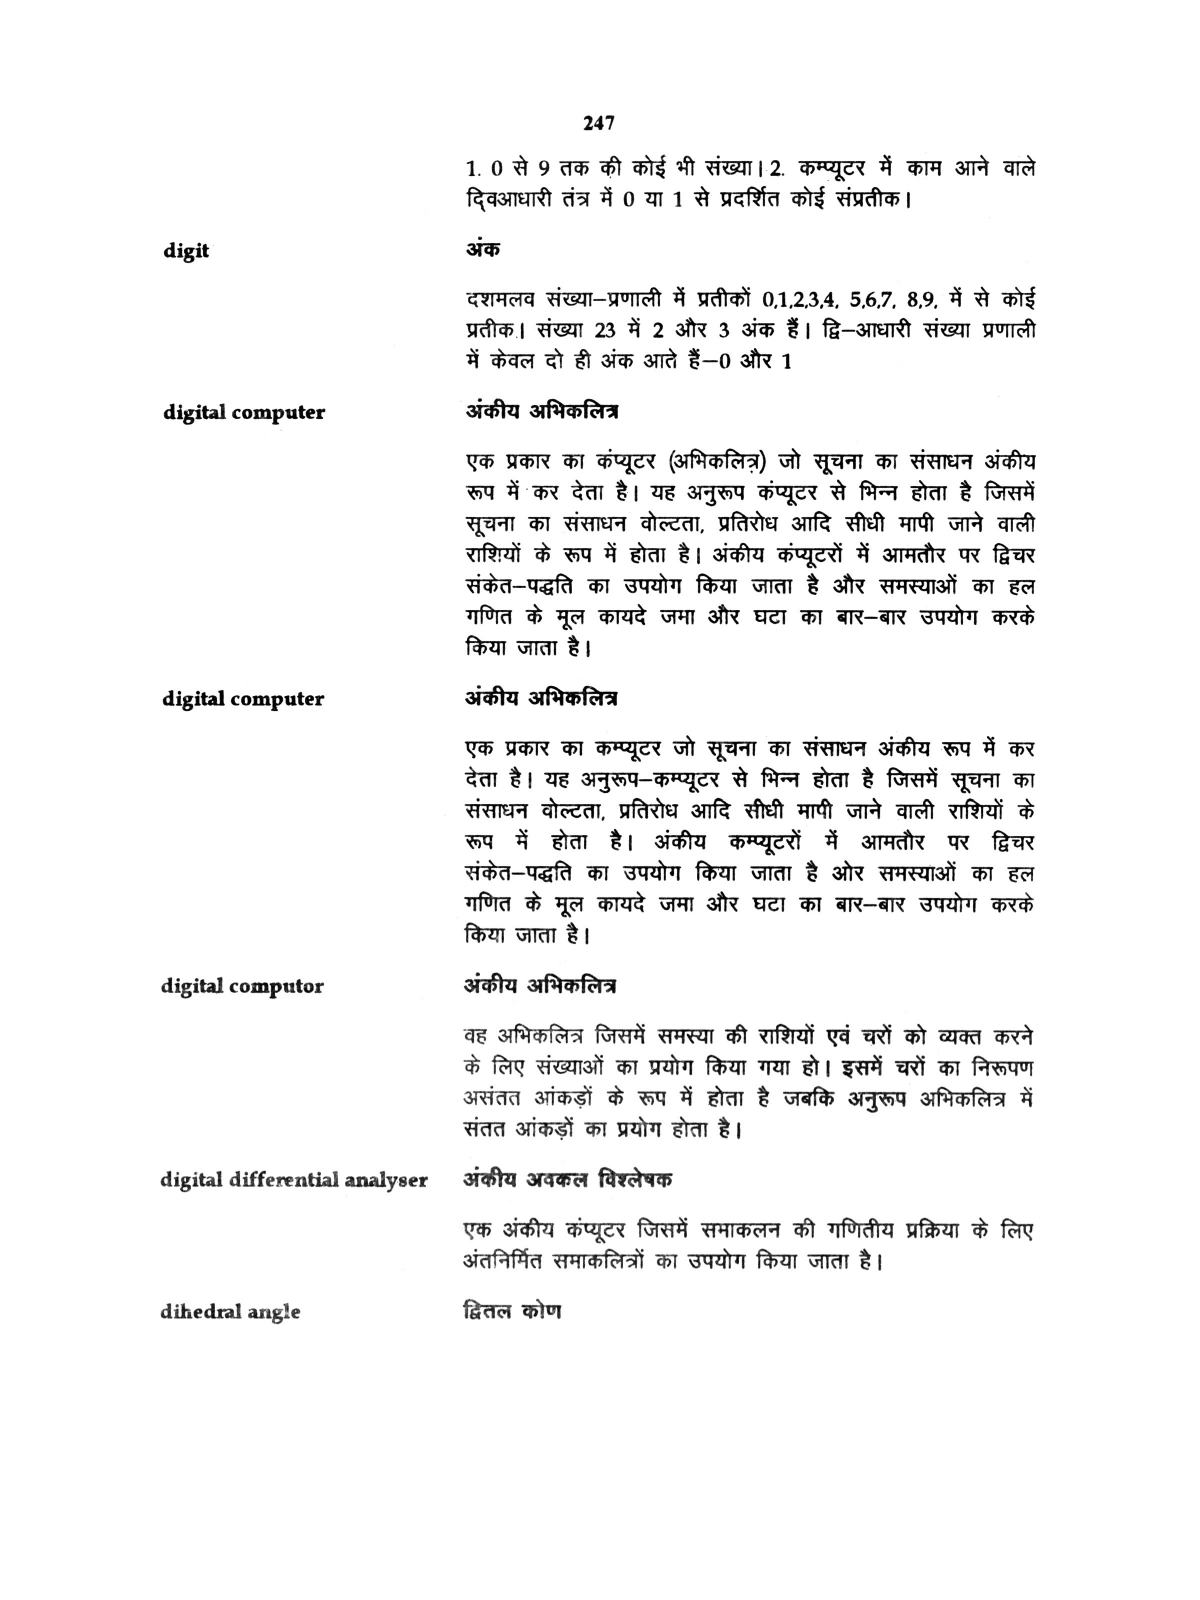 247
1. 0 से 9 तक की कोई भी संख्या। 2. कम्प्यूटर में काम आने वाले
द्विआधारी तंत्र में 0 या 1 से प्रदर्शित कोई संप्रतीक।
digit अंक
दशमलव संख्या–प्रणाली में प्रतीकों 0,1,2,3,4, 5,6,7, 8,9, में से कोई
प्रतीक। संख्या 23 में 2 और 3 अंक हैं। द्वि–आधारी संख्या प्रणाली
में केवल दो ही अंक आते हैं–0 और 1
digital computer अंकीय अभिकलित्र
एक प्रकार का कंप्यूटर (अभिकलित्र) जो सूचना का संसाधन अंकीय
रूप में कर देता है। यह अनुरूप कंप्यूटर से भिन्न होता है जिसमें
सूचना का संसाधन वोल्टता, प्रतिरोध आदि सीधी मापी जाने वाली
राशियों के रूप में होता है। अंकीय कंप्यूटरों में आमतौर पर द्विचर
संकेत–पद्धति का उपयोग किया जाता है और समस्याओं का हल
गणित के मूल कायदे जमा और घटा का बार–बार उपयोग करके
किया जाता है।
digital computer अंकीय अभिकलित्र
एक प्रकार का कम्प्यूटर जो सूचना का संसाधन अंकीय रूप में कर
देता है। यह अनुरूप–कम्प्यूटर से भिन्न होता है जिसमें सूचना का
संसाधन वोल्टता, प्रतिरोध आदि सीधी मापी जाने वाली राशियों के
रूप में होता है। अंकीय कम्प्यूटरों में आमतौर पर द्विचर
संकेत–पद्धति का उपयोग किया जाता है ओर समस्याओं का हल
गणित के मूल कायदे जमा और घटा का बार–बार उपयोग करके
किया जाता है।
digital computor अंकीय अभिकलित्र
वह अभिकलित्र जिसमें समस्या की राशियों एवं चरों को व्यक्त करने
के लिए संख्याओं का प्रयोग किया गया हो। इसमें चरों का निरूपण
असंतत आंकड़ों के रूप में होता है जबकि अनुरूप अभिकलित्र में
संतत आंकड़ों का प्रयोग होता है।
digital differential analyser अंकीय अवकल विश्लेषक
एक अंकीय कंप्यूटर जिसमें समाकलन की गणितीय प्रक्रिया के लिए
अंतनिर्मित समाकलित्रों का उपयोग किया जाता है।
dihedral angle द्वितल कोण